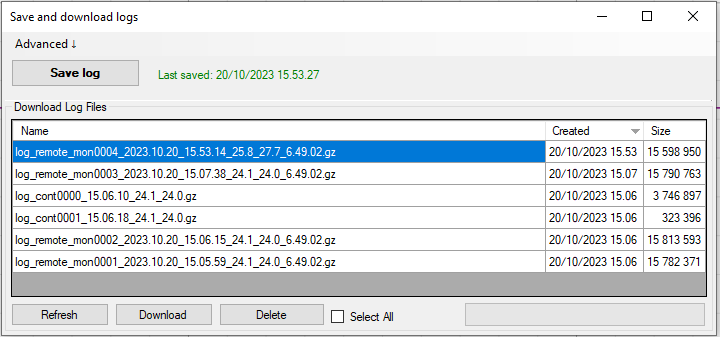 Save and download logs
Advanced ↓
Save log Last saved: 20/10/2023 15.53.27
Download Log Files
Name Created Size
log_remote_mon0004_2023.10.20_15.53.14_25.8_27.7_6.49.02.gz 20/10/2023 15.53 15 598 950
log_remote_mon0003_2023.10.20_15.07.38_24.1_24.0_6.49.02.gz 20/10/2023 15.07 15 790 763
log_cont0000_15.06.10_24.1_24.0.gz 20/10/2023 15.06 3 746 897
log_cont0001_15.06.18_24.1_24.0.gz 20/10/2023 15.06 323 396
log_remote_mon0002_2023.10.20_15.06.15_24.1_24.0_6.49.02.gz 20/10/2023 15.06 15 813 593
log_remote_mon0001_2023.10.20_15.05.59_24.1_24.0_6.49.02.gz 20/10/2023 15.06 15 782 371
Refresh Download Delete Select All